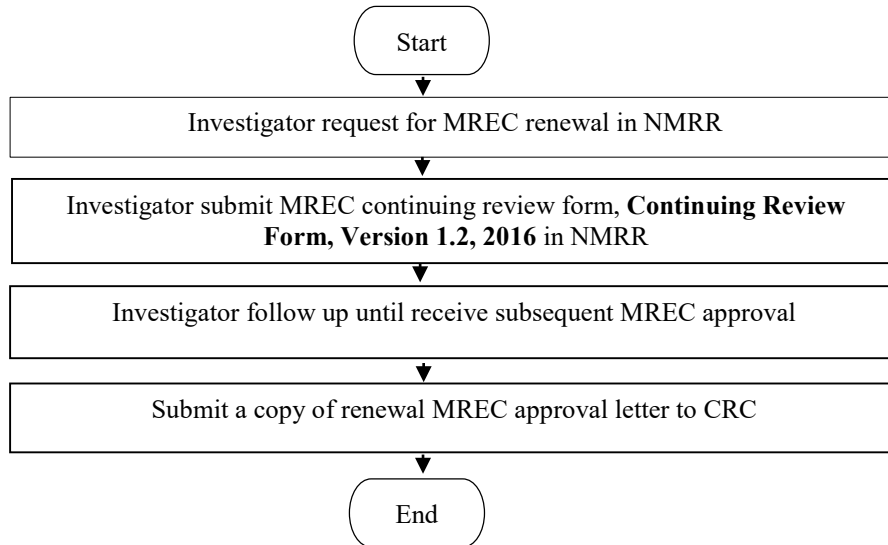 Start
Investigator request for MREC renewal in NMRR
Investigator submit MREC continuing review form, Continuing Review
Form, Version 1.2, 2016 in NMRR
Investigator follow up until receive subsequent MREC approval
Submit a copy of renewal MREC approval letter to CRC
End